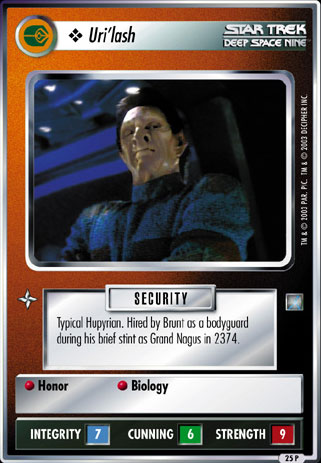 ❖ Uri'lash
STAR TREK
DEEP SPACE NINE
TM & © 2003 PAR. PIC. TM & © 2003 DECIPHER INC.
SECURITY
Typical Hupyrian. Hired by Brunt as a bodyguard
during his brief stint as Grand Nagus in 2374.
Honor Biology
INTEGRITY 7 CUNNING 6 STRENGTH 9
25 P